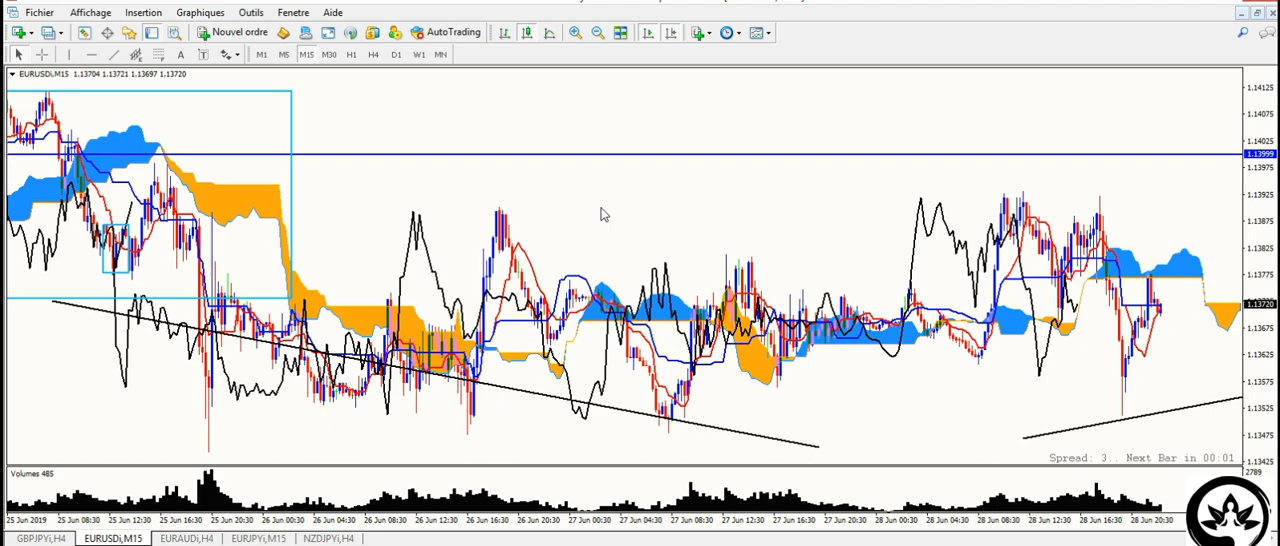 Fichier Affichage Insertion Graphiques Outils Fenetre Aide
Nouvel ordre AutoTrading
A T M1 M5 M15 M30 H1 H4 D1 W1 MN
EURUSDi,M15 1.13704 1.13721 1.13697 1.13720
1.14125
1.14075
1.14025
1.13999
1.13975
1.13925
1.13875
1.13825
1.13775
1.13720
1.13675
1.13625
1.13575
1.13525
1.13475
1.13425
Spread: 3.. Next Bar in 00:01
Volumes 485
2789
25 Jun 2019 25 Jun 08:30 25 Jun 12:30 25 Jun 16:30 25 Jun 20:30 26 Jun 00:30 26 Jun 04:30 26 Jun 08:30 26 Jun 12:30 26 Jun 16:30 26 Jun 20:30 27 Jun 00:30 27 Jun 04:30 27 Jun 08:30 27 Jun 12:30 27 Jun 16:30 27 Jun 20:30 28 Jun 00:30 28 Jun 04:30 28 Jun 08:30 28 Jun 12:30 28 Jun 16:30 28 Jun 20:30
GBPJPYi,H4 EURUSDi,M15 EURAUDi,H4 EURJPYi,M15 NZDJPYi,H4